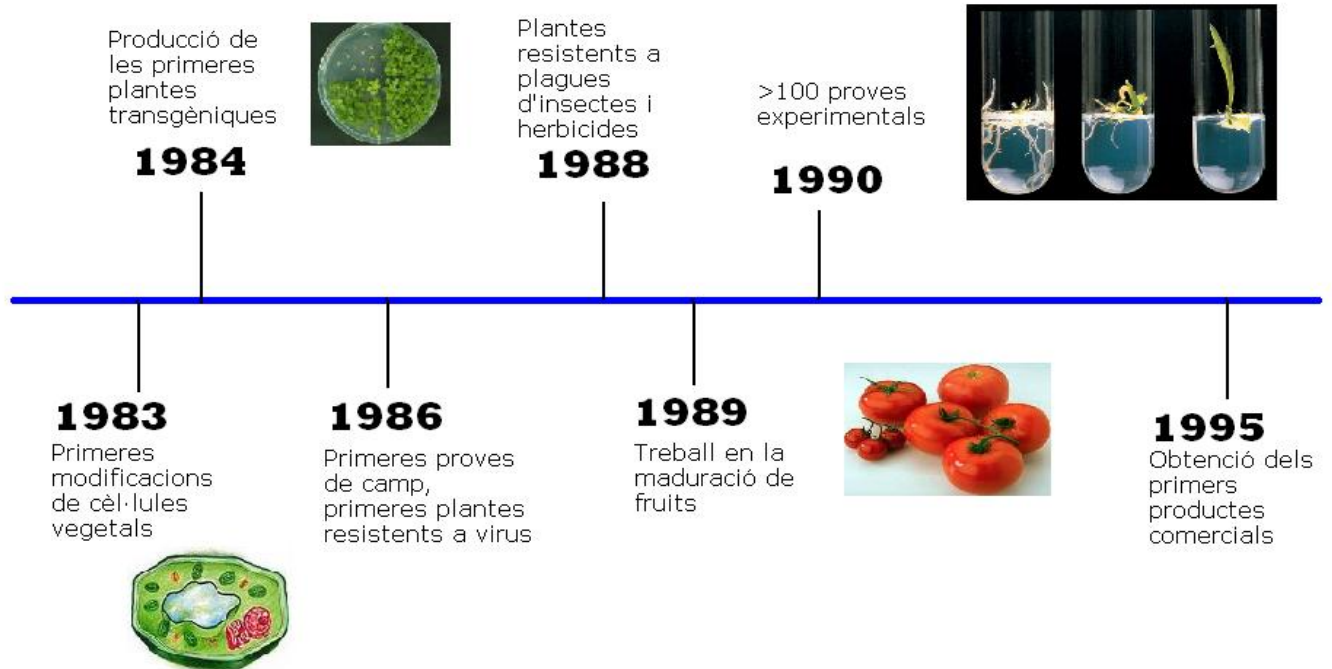 Producció de
les primeres
plantes
transgèniques
1984
Plantes
resistents a
plagues
d'insectes i
herbicides
1988
>100 proves
experimentals
1990
1983
Primeres
modificacions
de cèl·lules
vegetals
1986
Primeres proves
de camp,
primeres plantes
resistents a virus
1989
Treball en la
maduració de
fruits
1995
Obtenció dels
primers
productes
comercials